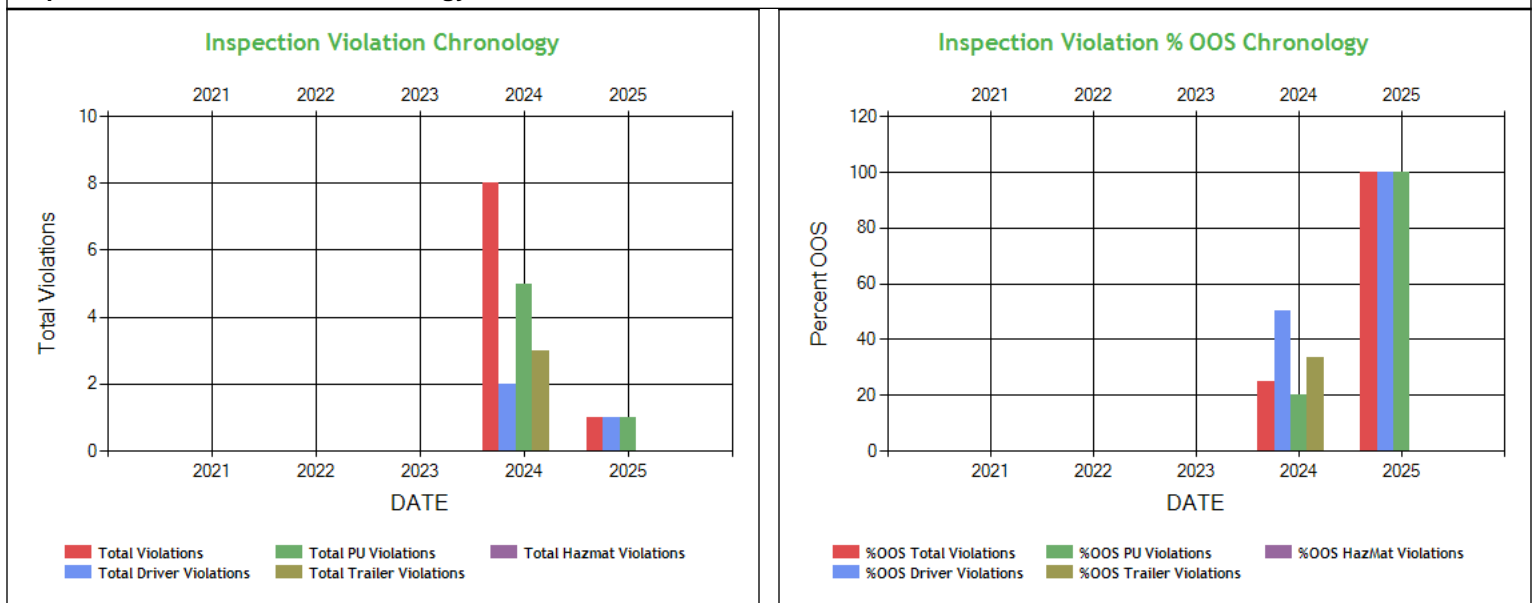 Inspection Violation Chronology
2021 2022 2023 2024 2025
10
8
6
4
2
0
Total Violations
2021 2022 2023 2024 2025
DATE
Total Violations Total PU Violations Total Hazmat Violations
Total Driver Violations Total Trailer Violations
Inspection Violation % OOS Chronology
2021 2022 2023 2024 2025
120
100
80
60
40
20
0
Percent OOS
2021 2022 2023 2024 2025
DATE
%OOS Total Violations %OOS PU Violations %OOS HazMat Violations
%OOS Driver Violations %OOS Trailer Violations